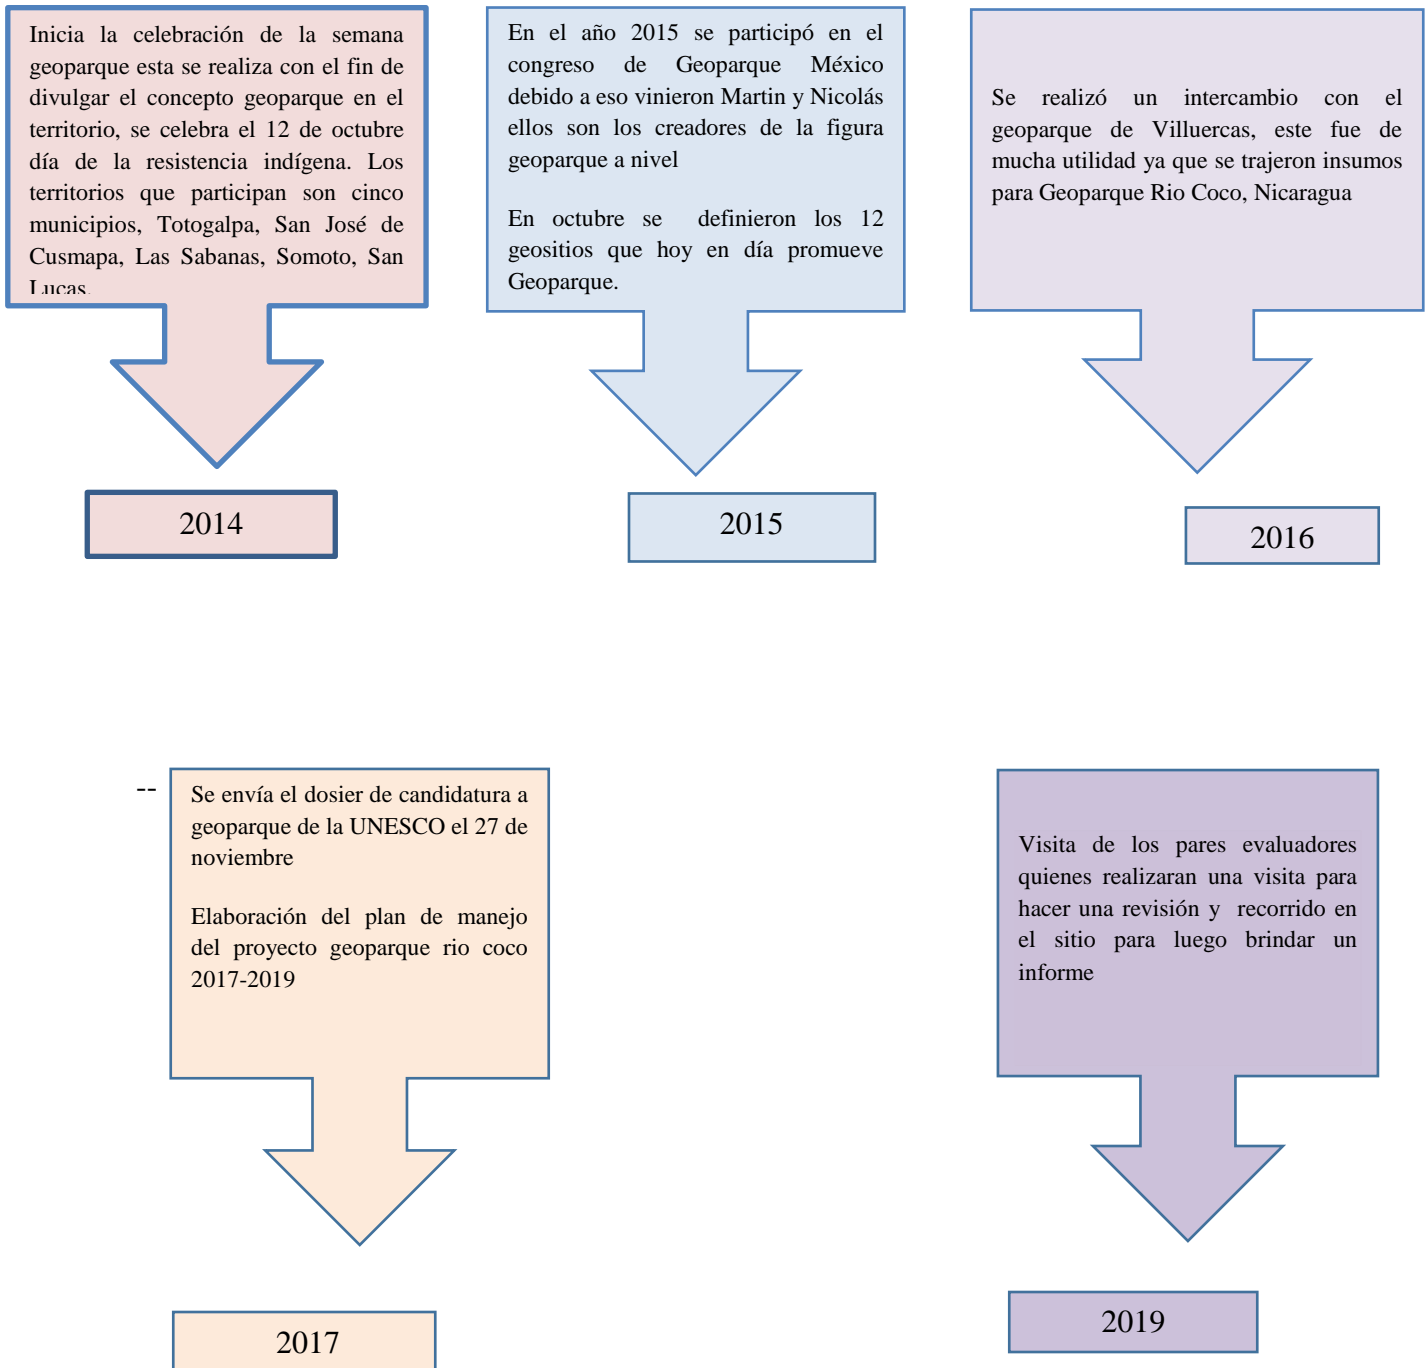 Inicia la celebración de la semana
geoparque esta se realiza con el fin de
divulgar el concepto geoparque en el
territorio, se celebra el 12 de octubre
día de la resistencia indígena. Los
territorios que participan son cinco
municipios, Totogalpa, San José de
Cusmapa, Las Sabanas, Somoto, San
Lucas.
2014
En el año 2015 se participó en el
congreso de Geoparque México
debido a eso vinieron Martin y Nicolás
ellos son los creadores de la figura
geoparque a nivel
En octubre se definieron los 12
geositios que hoy en día promueve
Geoparque.
2015
Se realizó un intercambio con el
geoparque de Villuercas, este fue de
mucha utilidad ya que se trajeron insumos
para Geoparque Rio Coco, Nicaragua
2016
--
Se envía el dosier de candidatura a
geoparque de la UNESCO el 27 de
noviembre
Elaboración del plan de manejo
del proyecto geoparque rio coco
2017-2019
2017
Visita de los pares evaluadores
quienes realizaran una visita para
hacer una revisión y recorrido en
el sitio para luego brindar un
informe
2019